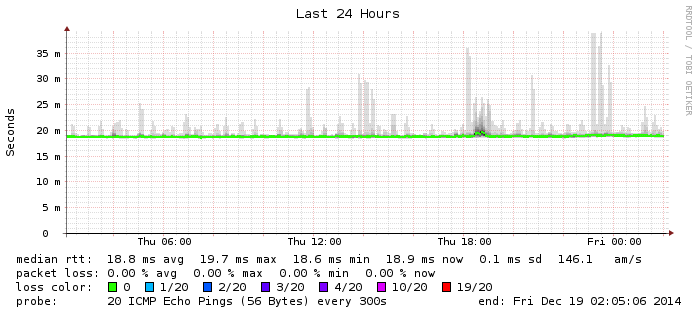 Last 24 Hours
RRDTOOL / TOBI OETIKER
Seconds
35 m
30 m
25 m
20 m
15 m
10 m
5 m
0
Thu 06:00 Thu 12:00 Thu 18:00 Fri 00:00
median rtt: 18.8 ms avg 19.7 ms max 18.6 ms min 18.9 ms now 0.1 ms sd 146.1 am/s
packet loss: 0.00 % avg 0.00 % max 0.00 % min 0.00 % now
loss color: 0 1/20 2/20 3/20 4/20 10/20 19/20
probe: 20 ICMP Echo Pings (56 Bytes) every 300s end: Fri Dec 19 02:05:06 2014